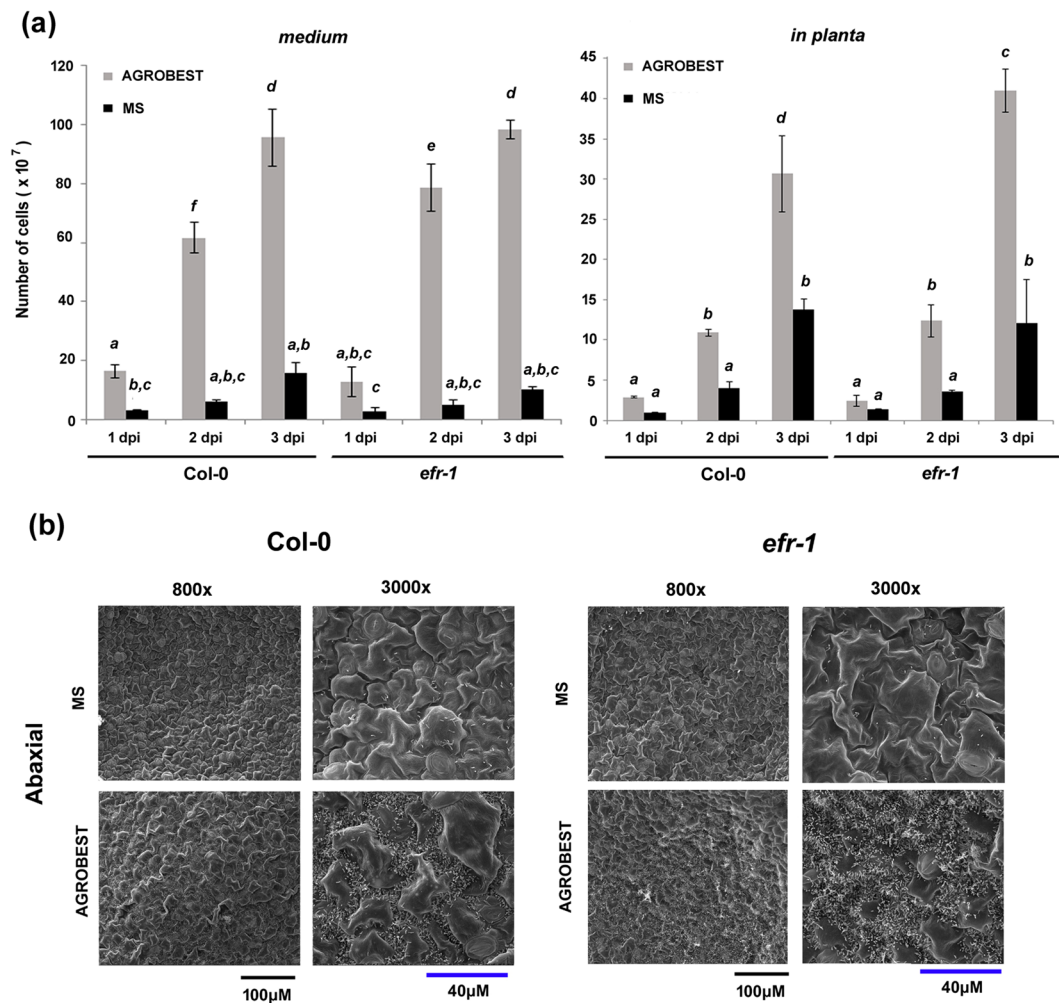 (a)
medium
120
100
80
60
40
20
0
Number of cells ( x 10 7 )
AGROBEST
MS
a
b,c
f
a,b,c
d
a,b
a,b,c
c
e
a,b,c
d
a,b,c
1 dpi 2 dpi 3 dpi 1 dpi 2 dpi 3 dpi
Col-0 efr-1
in planta
45
40
35
30
25
20
15
10
5
0
AGROBEST
MS
a
a
b
a
d
b
a
a
b
a
c
b
1 dpi 2 dpi 3 dpi 1 dpi 2 dpi 3 dpi
Col-0 efr-1
(b)
Col-0 efr-1
800x 3000x 800x 3000x
Abaxial
MS MS
AGROBEST AGROBEST
100µM 40µM 100µM 40µM